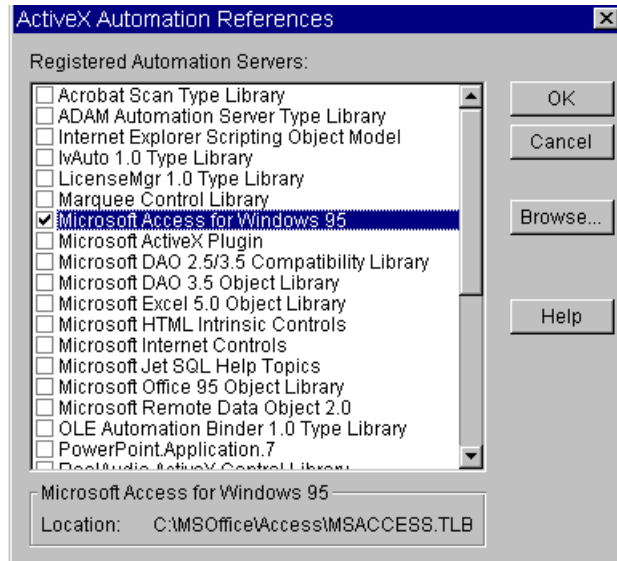 ActiveX Automation References
Registered Automation Servers:
Acrobat Scan Type Library
ADAM Automation Server Type Library
Internet Explorer Scripting Object Model
IvAuto 1.0 Type Library
LicenseMgr 1.0 Type Library
Marquee Control Library
Microsoft Access for Windows 95
Microsoft ActiveX Plugin
Microsoft DAO 2.5/3.5 Compatibility Library
Microsoft DAO 3.5 Object Library
Microsoft Excel 5.0 Object Library
Microsoft HTML Intrinsic Controls
Microsoft Internet Controls
Microsoft Jet SQL Help Topics
Microsoft Office 95 Object Library
Microsoft Remote Data Object 2.0
OLE Automation Binder 1.0 Type Library
PowerPoint.Application.7
RealAudio ActiveX Control Library
OK
Cancel
Browse...
Help
Microsoft Access for Windows 95
Location: C:\MSOffice\Access\MSACCESS.TLB